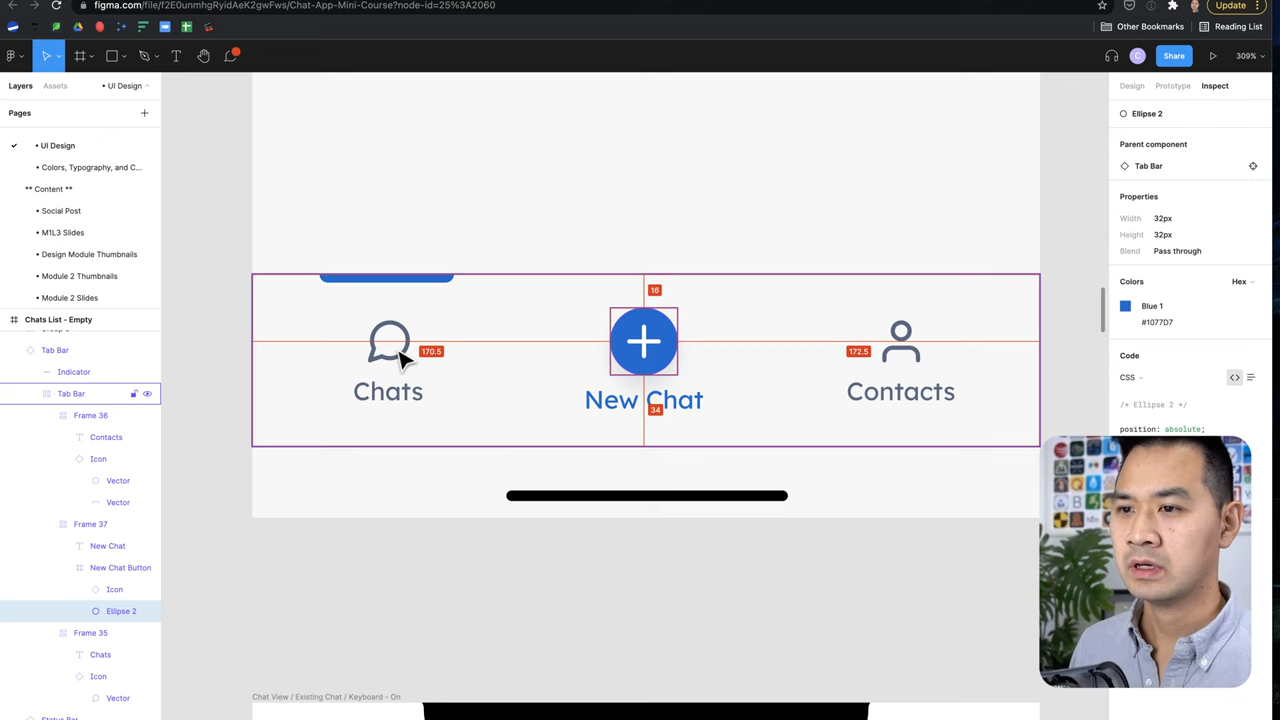 figma.com/file/f2E0unmhgRyidAeK2gwFws/Chat-App-Mini-Course?node-id=25%3A2060
Update
Other Bookmarks
Reading List
C
Share
309%
Layers
Assets
• UI Design
Design
Prototype
Inspect
Pages
Ellipse 2
• UI Design
Parent component
• Colors, Typography, and C...
Tab Bar
** Content **
Properties
• Social Post
Width
32px
• M1L3 Slides
Height
32px
• Design Module Thumbnails
Blend
Pass through
• Module 2 Thumbnails
Colors
Hex
• Module 2 Slides
Blue 1
#1077D7
Chats List - Empty
Tab Bar
Code
Indicator
CSS
Tab Bar
/* Ellipse 2 */
Frame 36
position: absolute;
Contacts
Icon
Vector
Vector
Frame 37
New Chat
New Chat Button
Icon
Ellipse 2
Frame 35
Chats
Icon
Vector
16
170.5
172.5
Chats
New Chat
Contacts
34
Chat View / Existing Chat / Keyboard - On